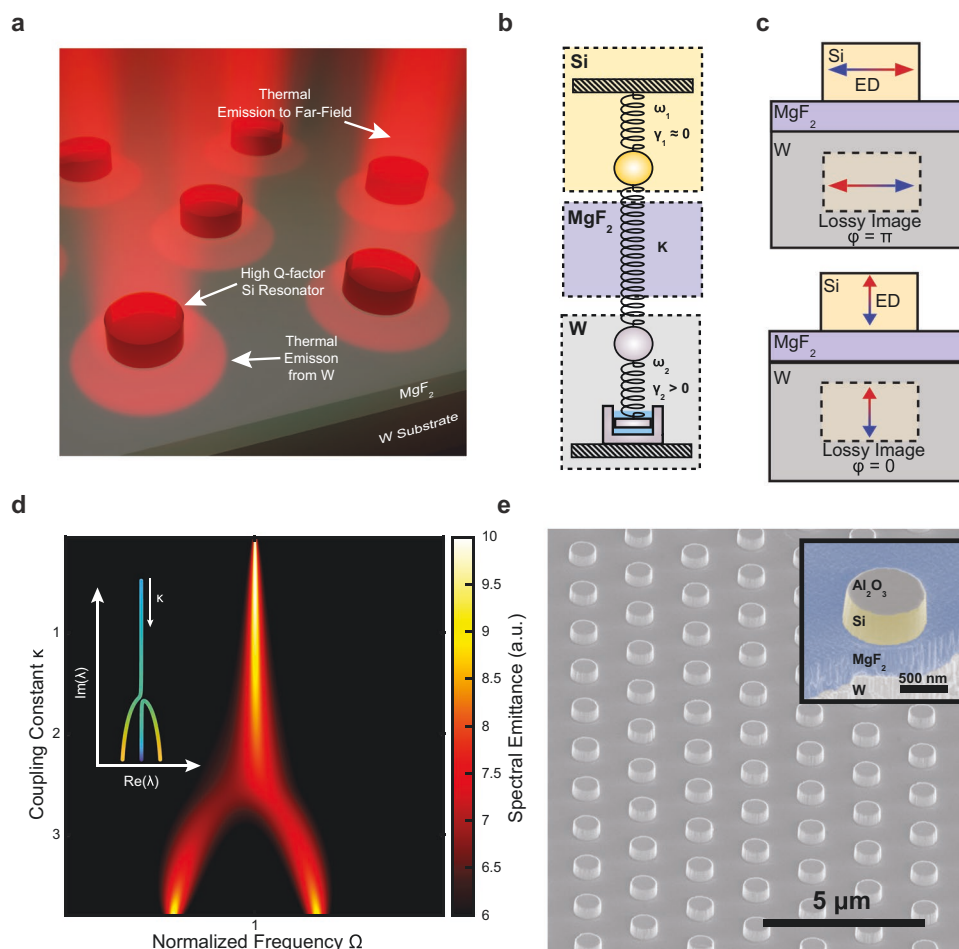 a
Thermal
Emission to Far-Field
High Q-factor
Si Resonator
Thermal
Emisson
from W
MgF2
W Substrate
b
Si
ω1
γ1 ≈ 0
MgF2
K
W
ω2
γ2 > 0
c
Si
ED
MgF2
W
Lossy Image
φ = π
Si
ED
MgF2
W
Lossy Image
φ = 0
d
Coupling Constant κ
1
2
3
Im(λ)
κ
Re(λ)
1
Normalized Frequency Ω
10
9.5
9
8.5
8
7.5
7
6.5
6
Spectral Emittance (a.u.)
e
Al2O3
Si
MgF2
W
500 nm
5 μm